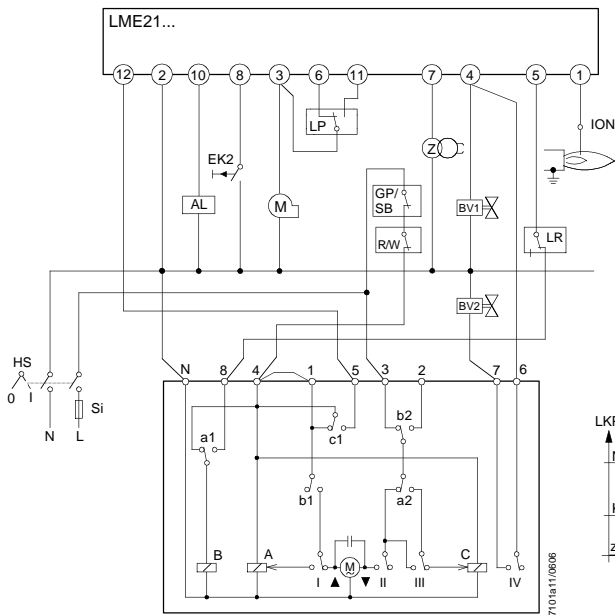 LME21...
12 2 10 8 3 6 11 7 4 5 1
ION
LP
EK2
Z
GP/
SB
AL
M
BV1
R/W
LR
BV2
HS
0 I
Si
N L
N 8 4 1 5 3 2 7 6
LKP
a1
c1
b2
N
b1
a2
H
B A C
I M II III IV
~
Z
7101a11/0606